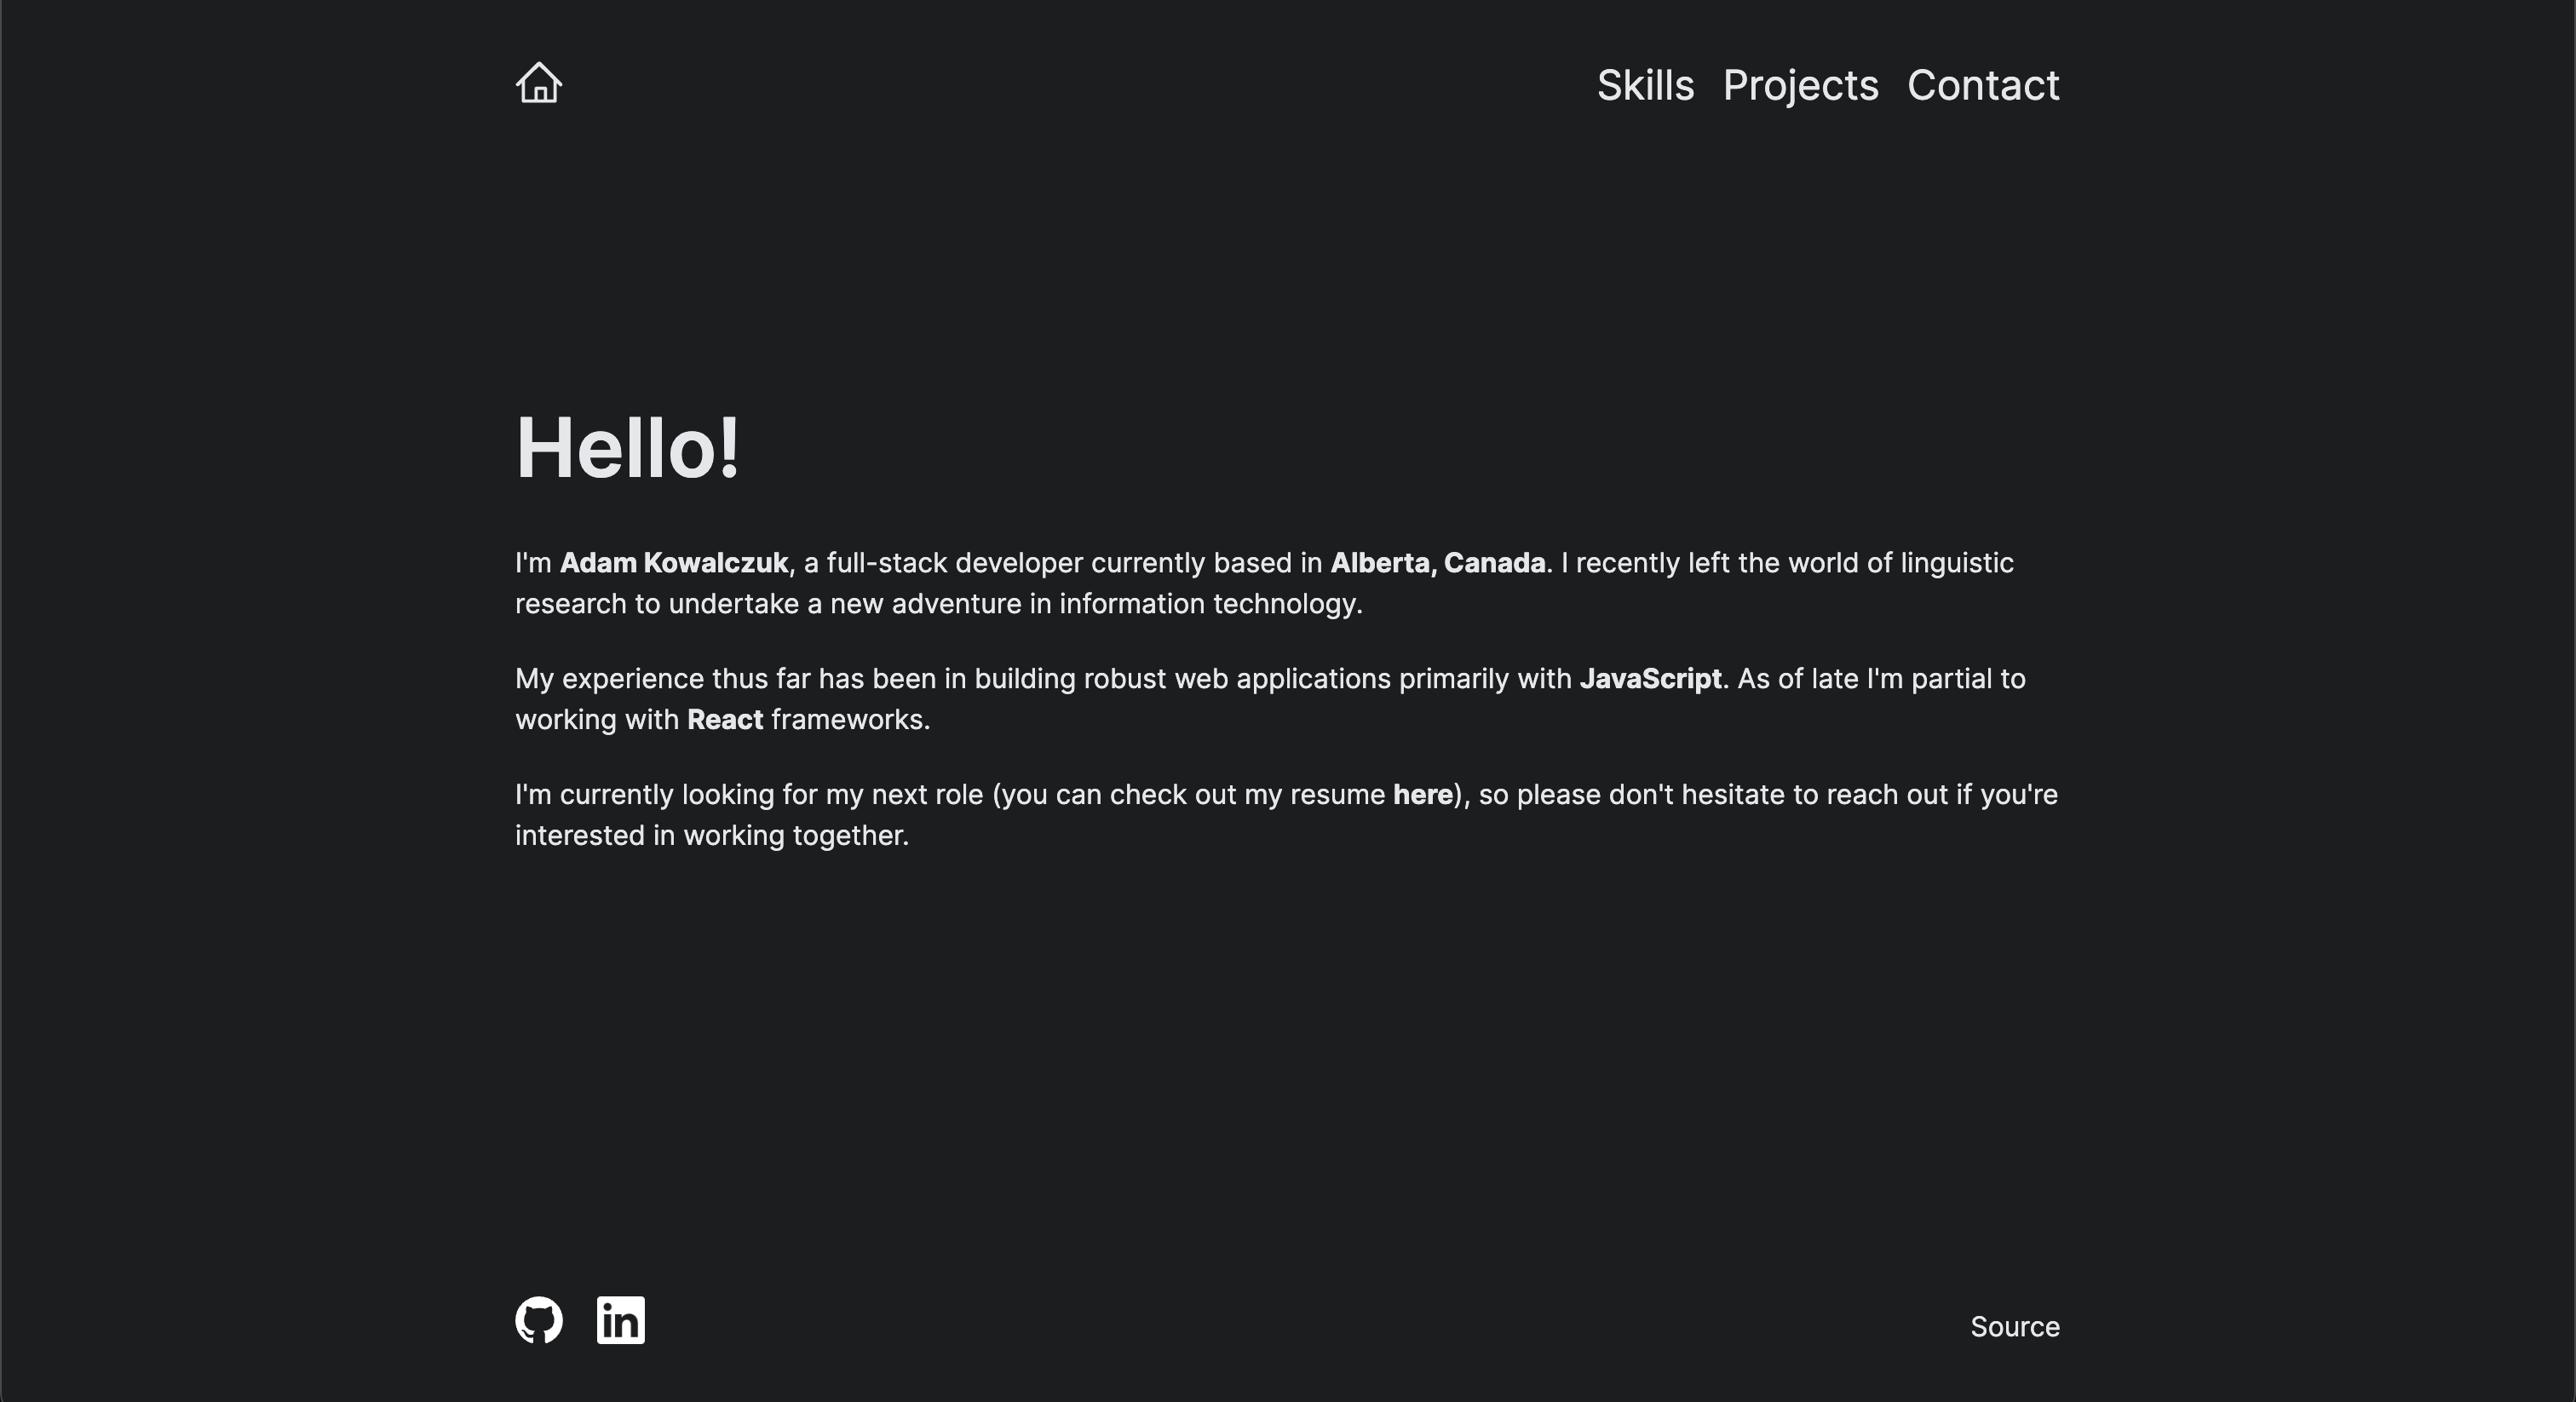 Skills Projects Contact
Hello!
I'm Adam Kowalczuk, a full-stack developer currently based in Alberta, Canada. I recently left the world of linguistic
research to undertake a new adventure in information technology.
My experience thus far has been in building robust web applications primarily with JavaScript. As of late I'm partial to
working with React frameworks.
I'm currently looking for my next role (you can check out my resume here), so please don't hesitate to reach out if you're
interested in working together.
in
Source